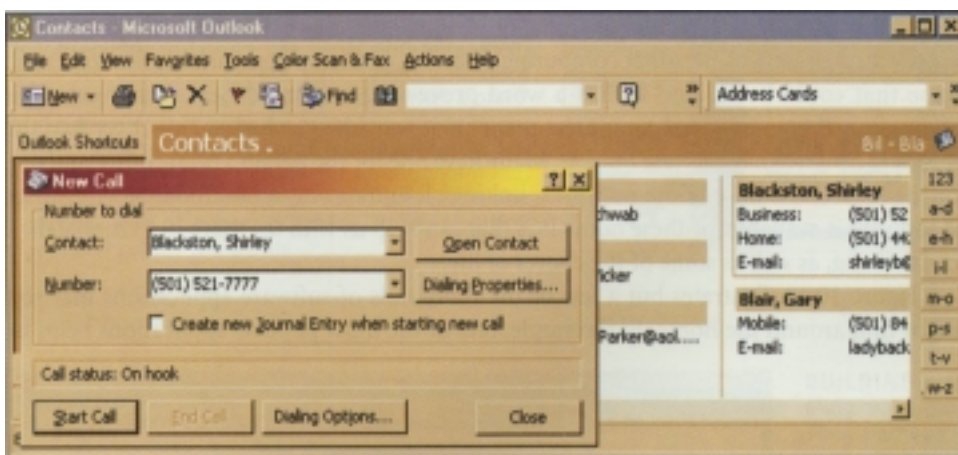 Contacts - Microsoft Outlook
File Edit View Favorites Tools Color Scan & Fax Actions Help
New Find Address Cards
Outlook Shortcuts Contacts . Bil - Bla
New Call
Number to dial
Contact: Blackston, Shirley Open Contact
Number: (501) 521-7777 Dialing Properties...
Create new Journal Entry when starting new call
Call status: On hook
Start Call End Call Dialing Options.... Close
hwab
icker
Parker@aol.....
Blackston, Shirley
Business: (501) 52
Home: (501) 44
E-mail: shirleyb
Blair, Gary
Mobile: (501) 84
E-mail: ladyback
123
a-d
e-h
i-l
m-o
p-s
t-v
w-z